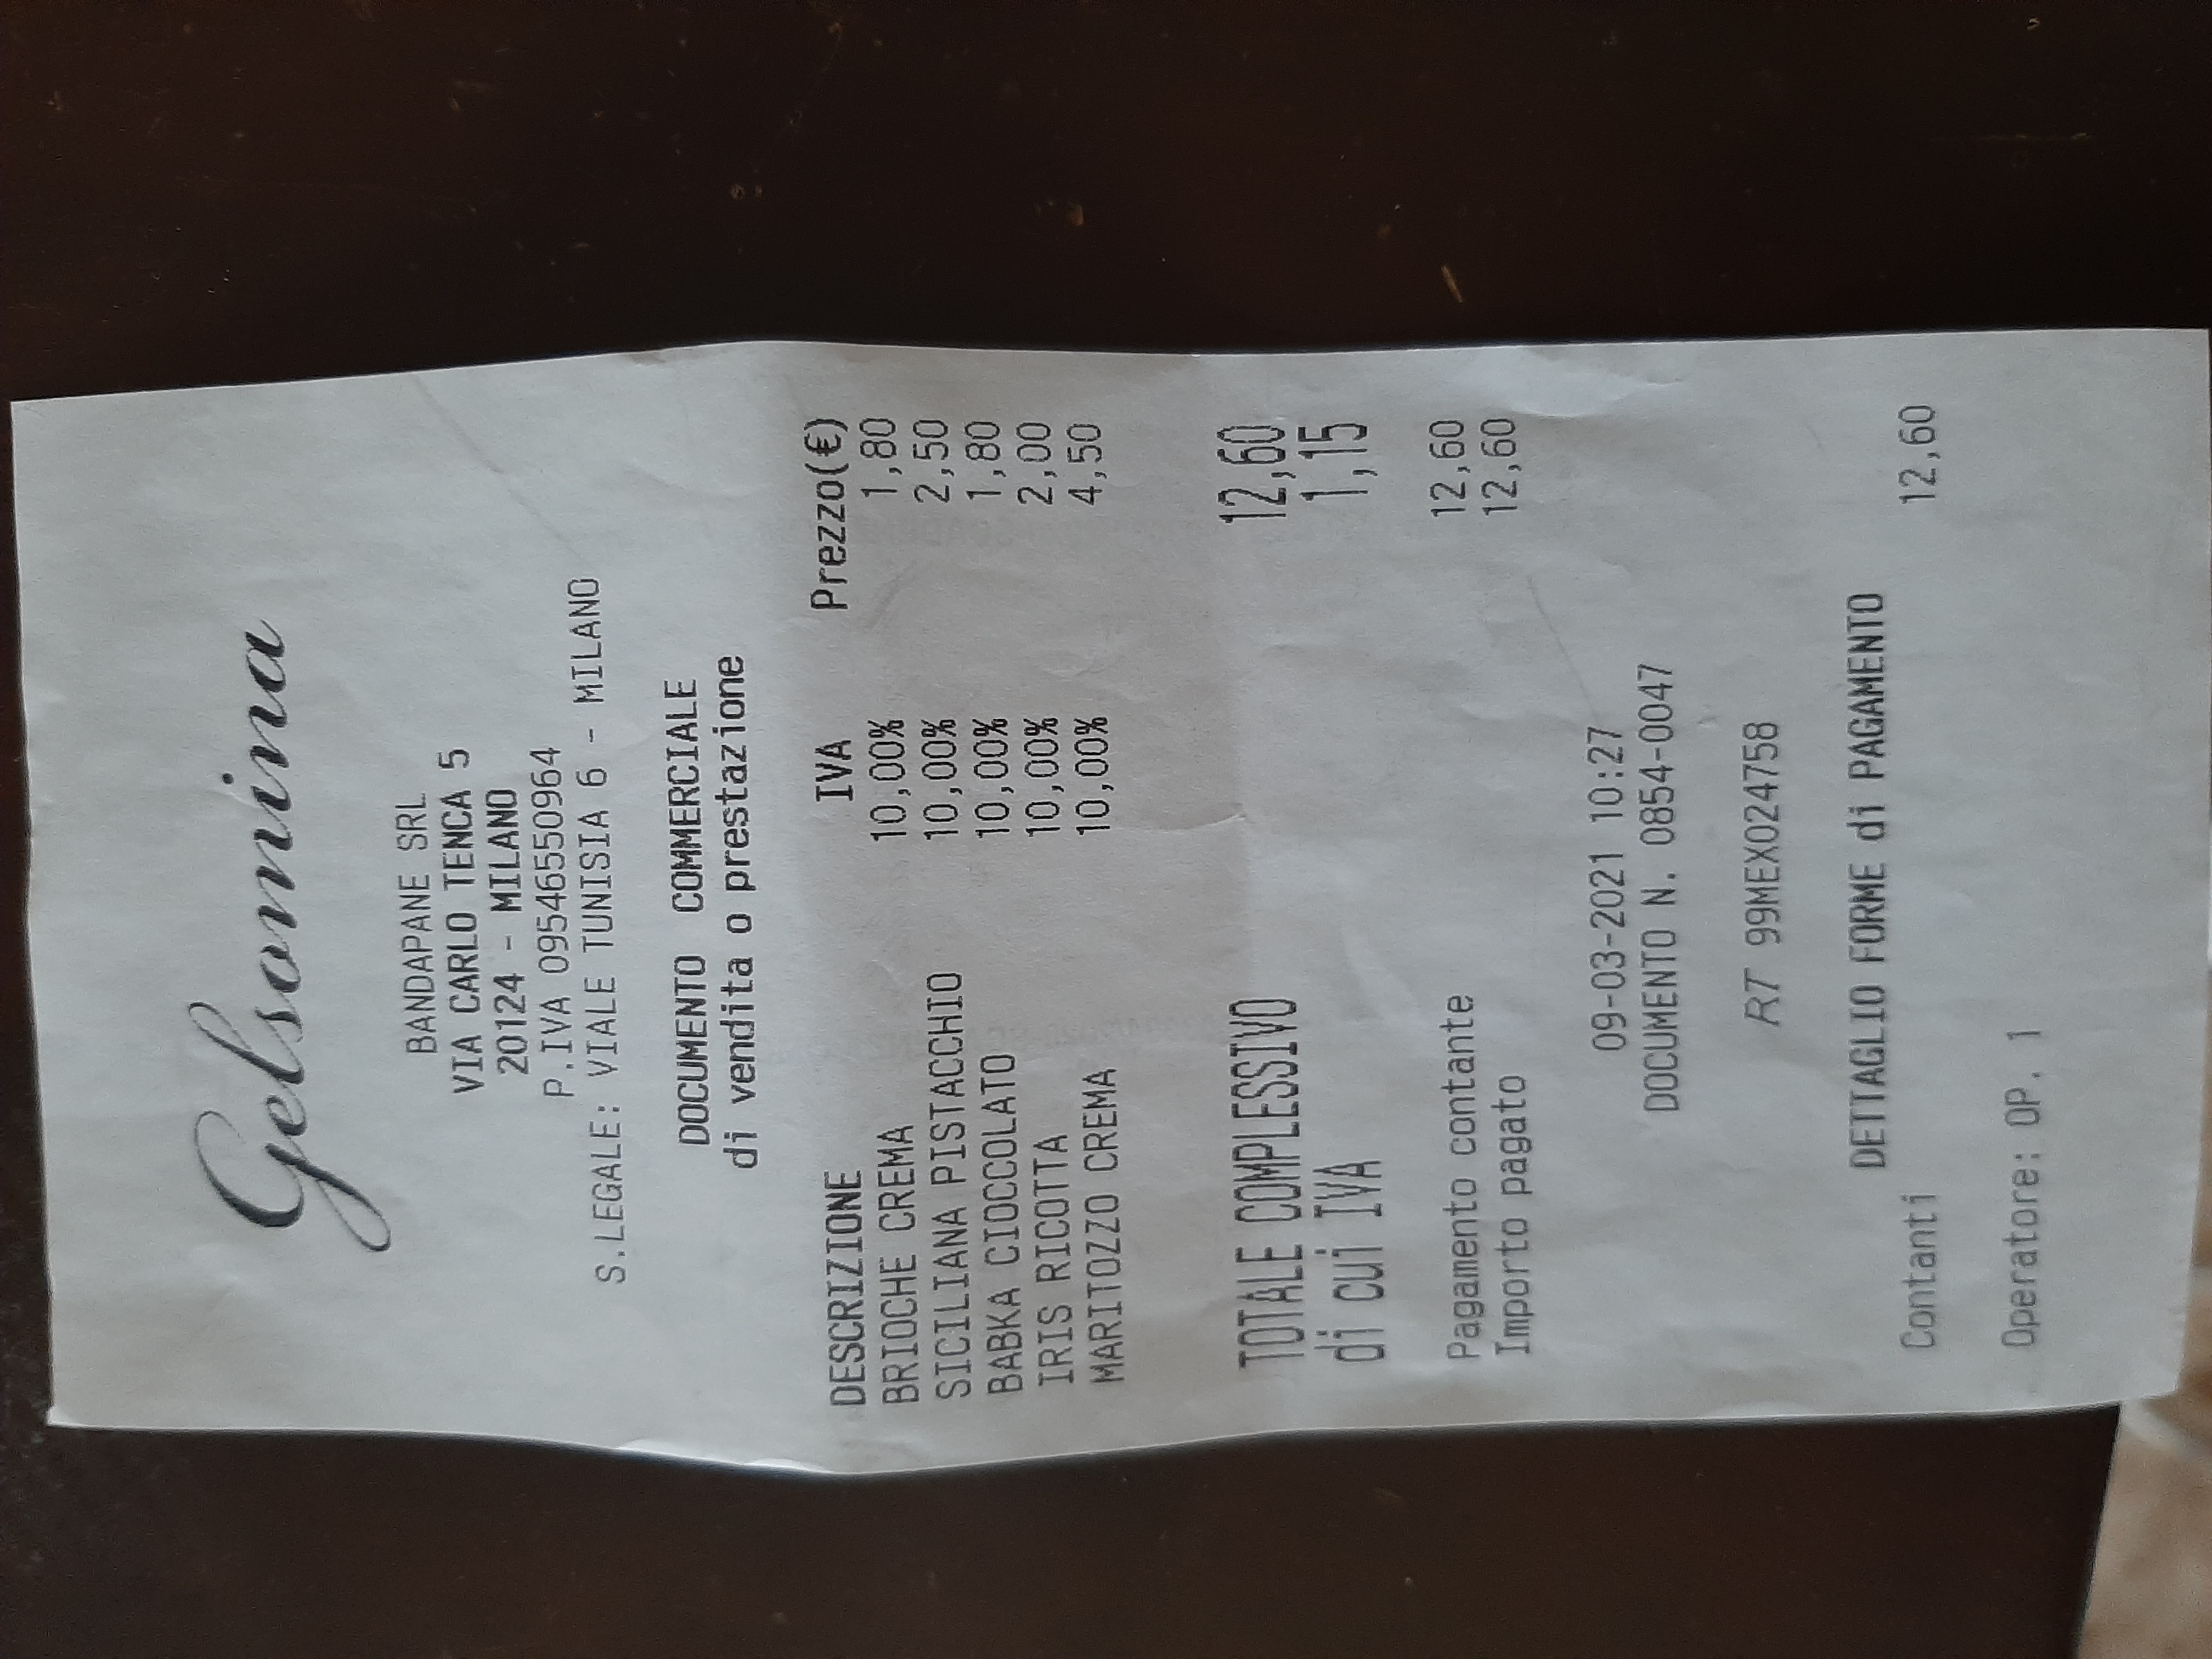 Gelsomina
BANDAPANE SRL
VIA CARLO TENCA 5
20124 - MILANO
P.IVA 09546550964
S.LEGALE: VIALE TUNISIA 6 - MILANO
DOCUMENTO COMMERCIALE
di vendita o prestazione
DESCRIZIONE IVA Prezzo(€)
BRIOCHE CREMA 10,00% 1,80
SICILIANA PISTACCHIO 10,00% 2,50
BABKA CIOCCOLATO 10,00% 1,80
IRIS RICOTTA 10,00% 2,00
MARITOZZO CREMA 10,00% 4,50
TOTALE COMPLESSIVO 12,60
di cui IVA 1,15
Pagamento contante 12,60
Importo pagato 12,60
09-03-2021 10:27
DOCUMENTO N. 0854-0047
RT 99MEX024758
DETTAGLIO FORME di PAGAMENTO
Contanti 12,60
Operatore: OP. 1